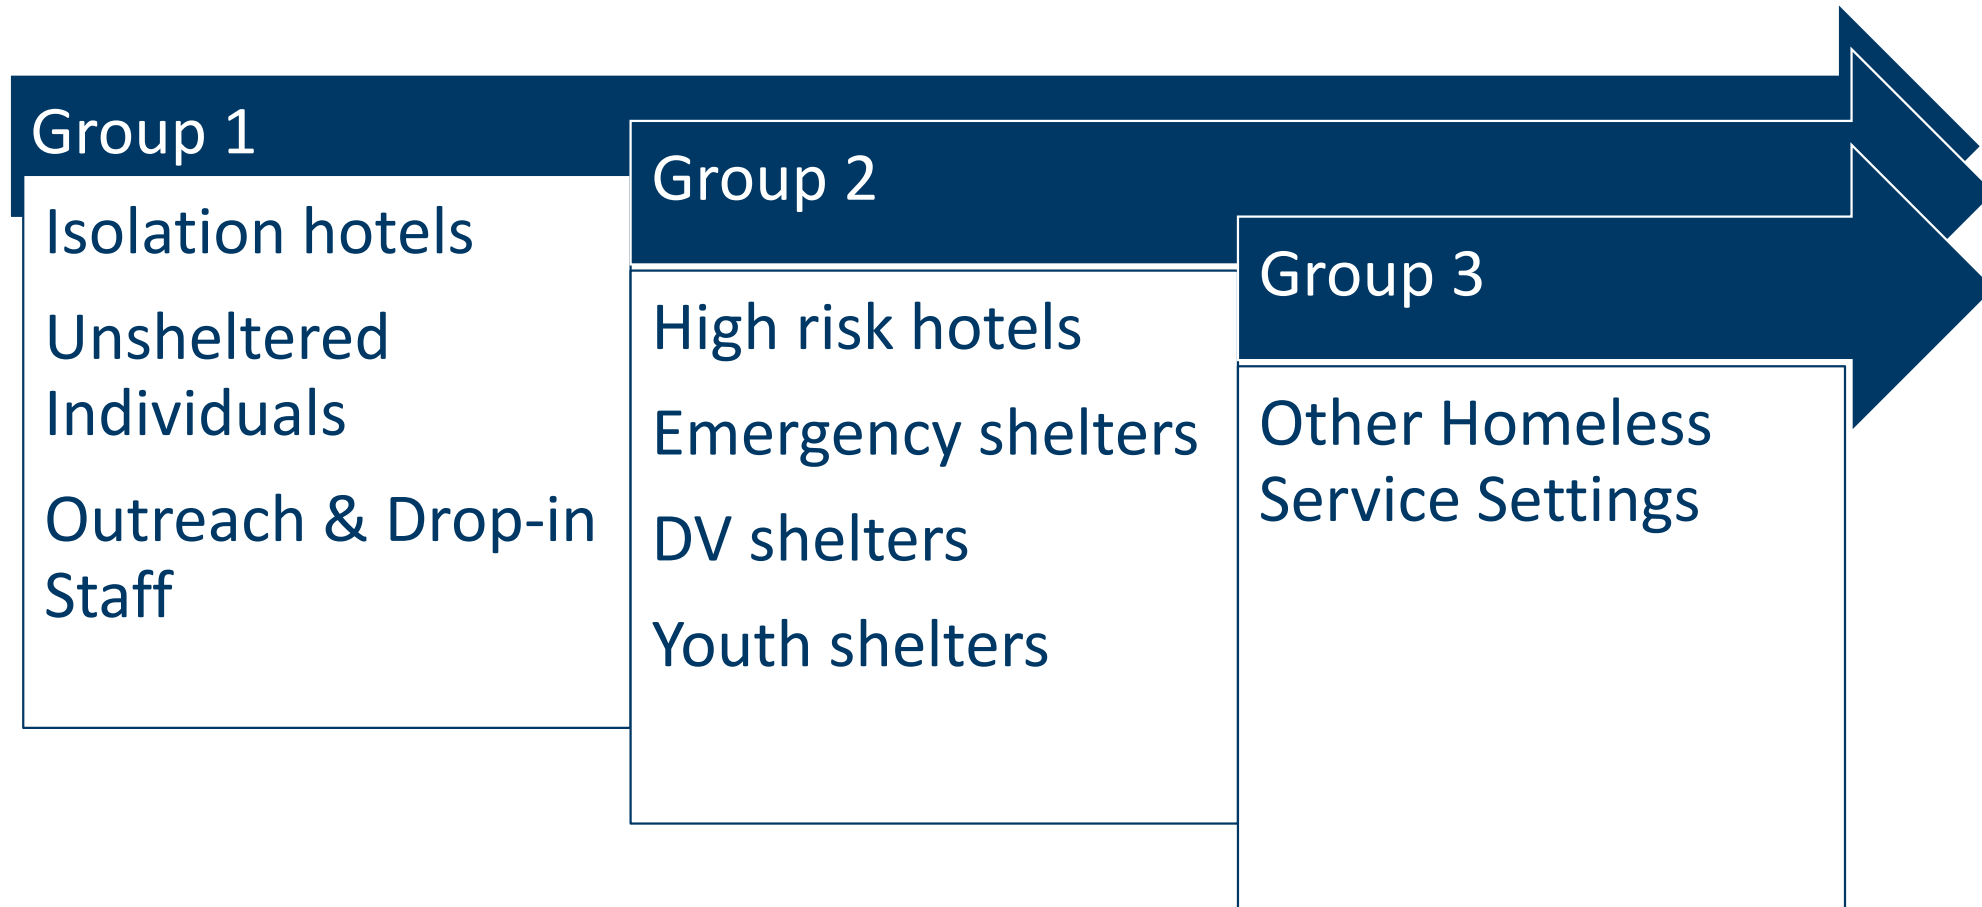 Group 1
Isolation hotels
Unsheltered
Individuals
Outreach & Drop-in
Staff
Group 2
High risk hotels
Emergency shelters
DV shelters
Youth shelters
Group 3
Other Homeless
Service Settings